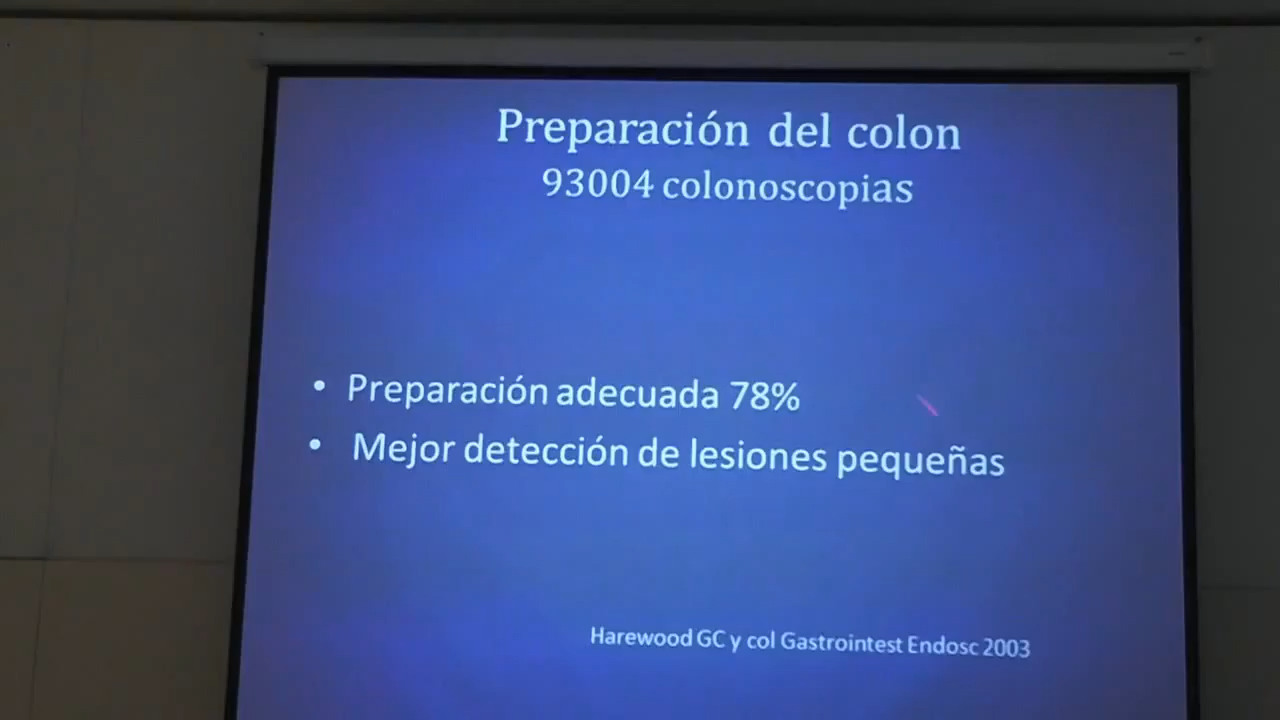 Preparación del colon
93004 colonoscopias
• Preparación adecuada 78%
• Mejor detección de lesiones pequeñas
Harewood GC y col Gastrointest Endosc 2003